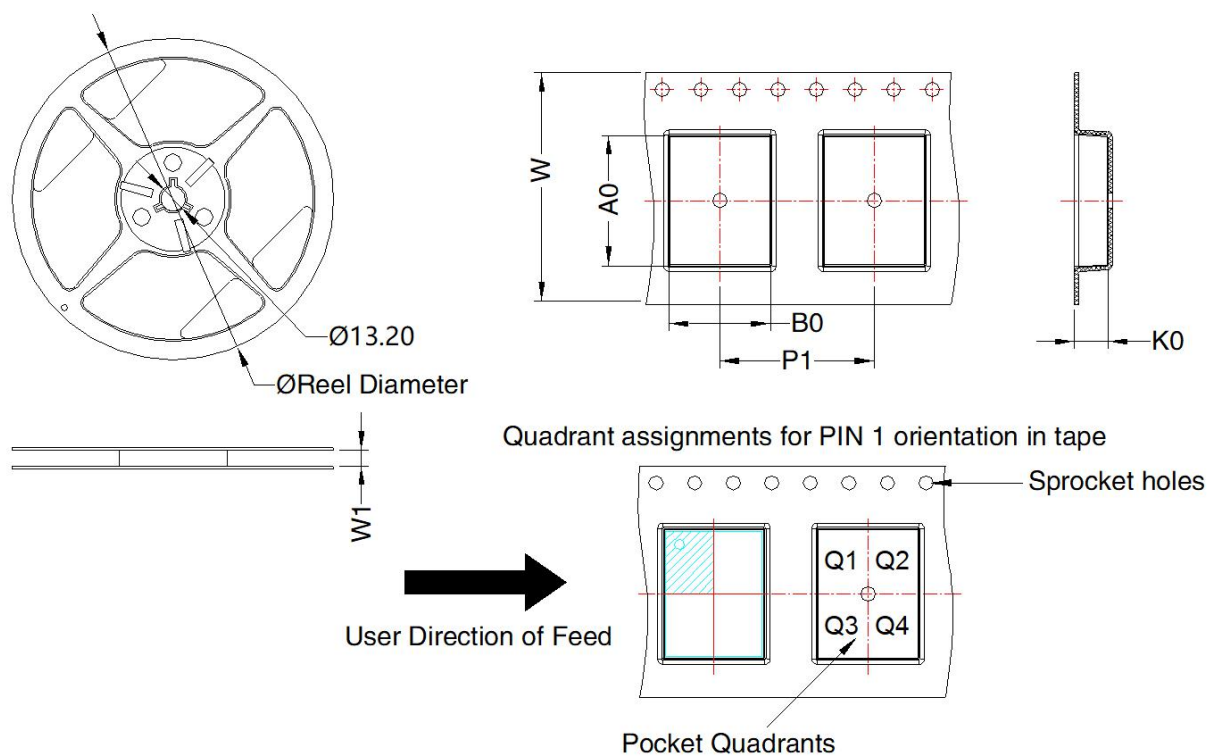 W
A0
B0
P1
K0
Ø13.20
ØReel Diameter
W1
Quadrant assignments for PIN 1 orientation in tape
Sprocket holes
Q1 Q2
Q3 Q4
User Direction of Feed
Pocket Quadrants